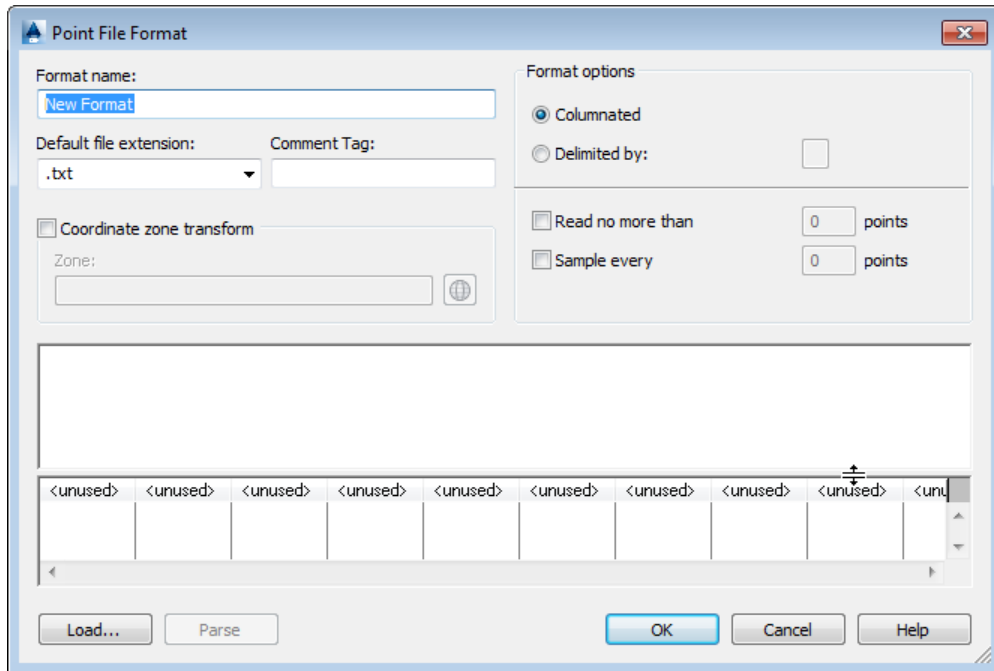 Point File Format
Format name:
New Format
Default file extension:
Comment Tag:
.txt
Coordinate zone transform
Zone:
Format options
Columnated
Delimited by:
Read no more than 0 points
Sample every 0 points
<unused> <unused> <unused> <unused> <unused> <unused> <unused> <unused> <unused> <unu
Load... Parse OK Cancel Help